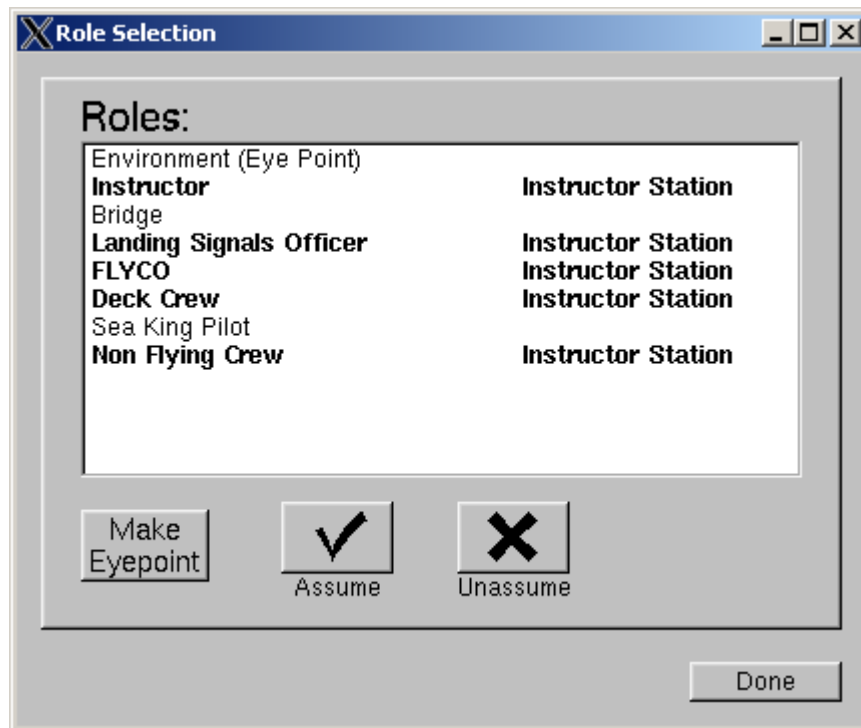 Role Selection
Roles:
Environment (Eye Point)
Instructor Instructor Station
Bridge
Landing Signals Officer Instructor Station
FLYCO Instructor Station
Deck Crew Instructor Station
Sea King Pilot
Non Flying Crew Instructor Station
Make
Eyepoint
Assume
Unassume
Done